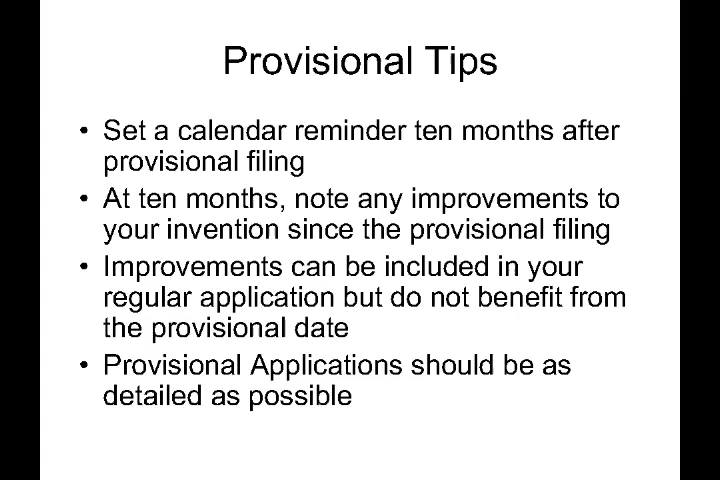 Provisional Tips
• Set a calendar reminder ten months after
provisional filing
• At ten months, note any improvements to
your invention since the provisional filing
• Improvements can be included in your
regular application but do not benefit from
the provisional date
• Provisional Applications should be as
detailed as possible